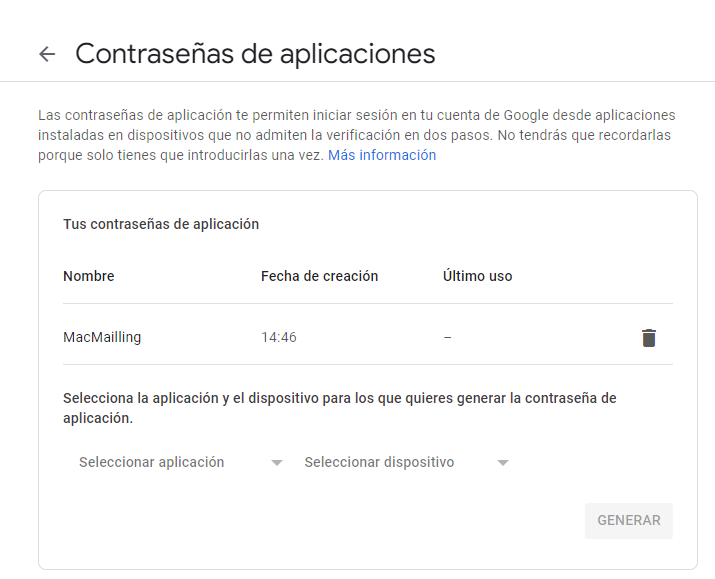 Contraseñas de aplicaciones
Las contraseñas de aplicación te permiten iniciar sesión en tu cuenta de Google desde aplicaciones
instaladas en dispositivos que no admiten la verificación en dos pasos. No tendrás que recordarlas
porque solo tienes que introducirlas una vez. Más información
Tus contraseñas de aplicación
Nombre Fecha de creación Último uso
MacMailling 14:46 –
Selecciona la aplicación y el dispositivo para los que quieres generar la contraseña de
aplicación.
Seleccionar aplicación Seleccionar dispositivo
GENERAR